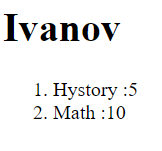 Ivanov
1. Hystory :5
2. Math :10